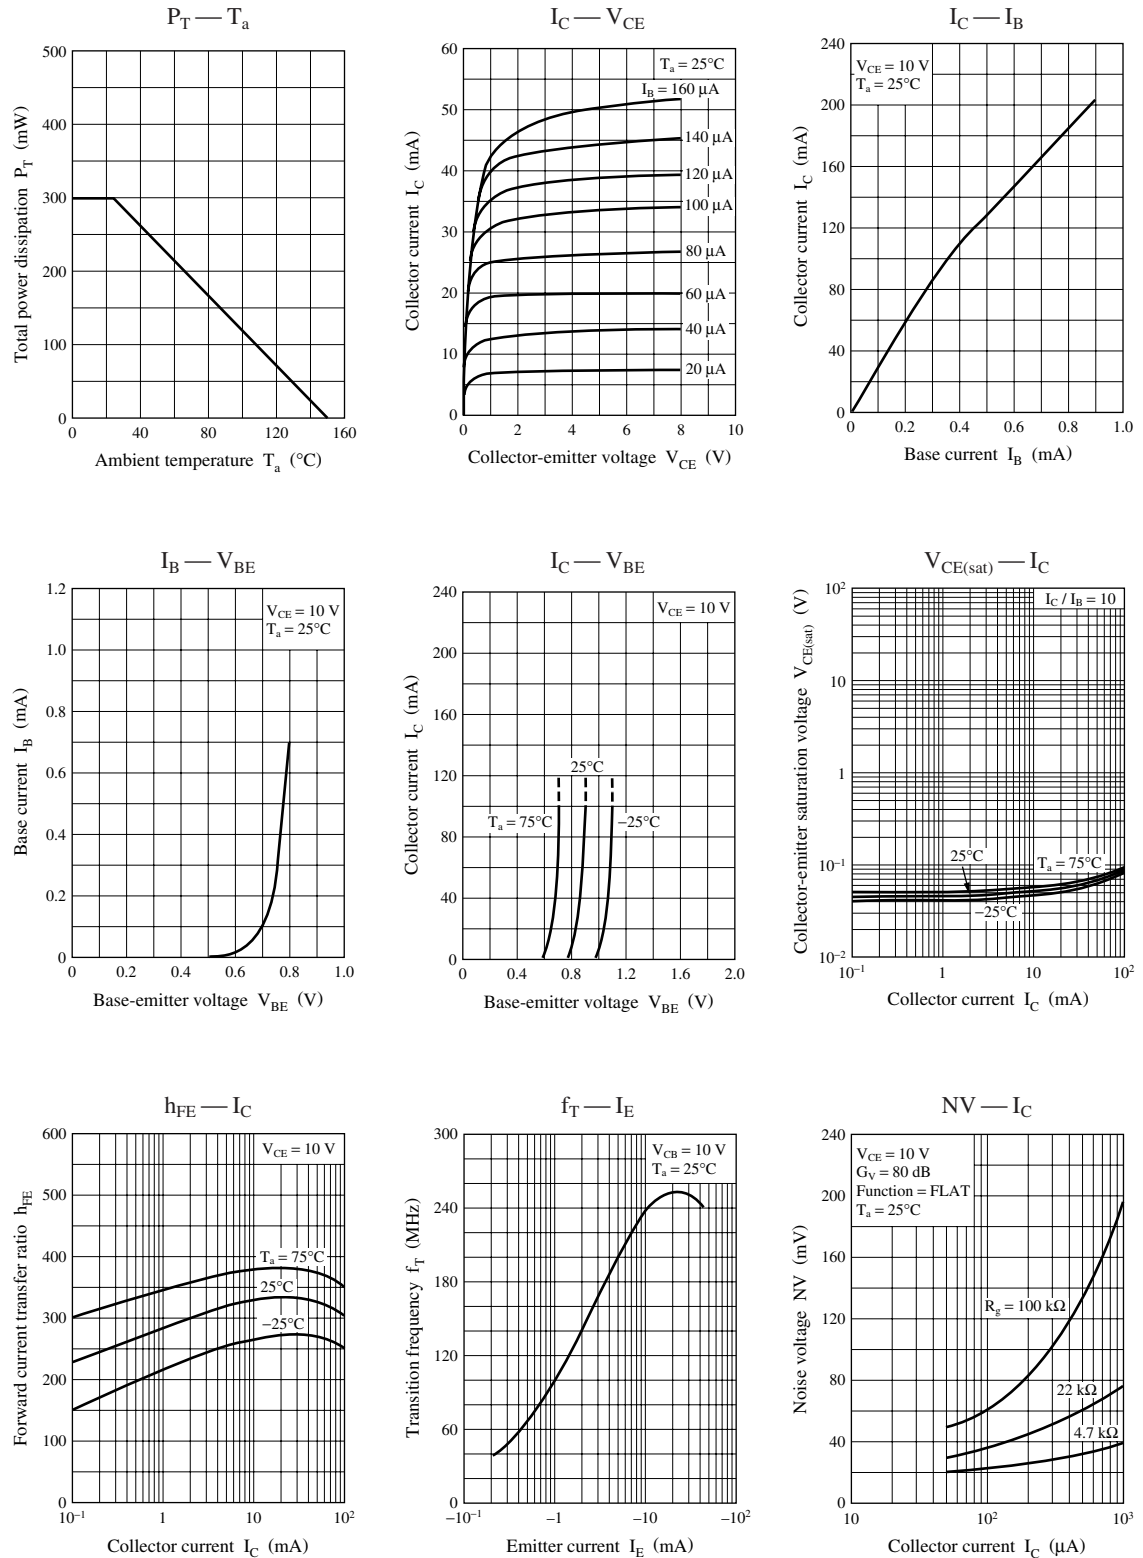 P_T — T_a
500
400
300
200
100
0
0 40 80 120 160
Total power dissipation P_T (mW)
Ambient temperature T_a (°C)
I_C — V_CE
60
50
40
30
20
10
0
0 2 4 6 8 10
T_a = 25°C
I_B = 160 µA
140 µA
120 µA
100 µA
80 µA
60 µA
40 µA
20 µA
Collector current I_C (mA)
Collector-emitter voltage V_CE (V)
I_C — I_B
240
200
160
120
80
40
0
0 0.2 0.4 0.6 0.8 1.0
V_CE = 10 V
T_a = 25°C
Collector current I_C (mA)
Base current I_B (mA)
I_B — V_BE
1.2
1.0
0.8
0.6
0.4
0.2
0
0 0.2 0.4 0.6 0.8 1.0
V_CE = 10 V
T_a = 25°C
Base current I_B (mA)
Base-emitter voltage V_BE (V)
I_C — V_BE
240
200
160
120
80
40
0
0 0.4 0.8 1.2 1.6 2.0
V_CE = 10 V
25°C
T_a = 75°C
–25°C
Collector current I_C (mA)
Base-emitter voltage V_BE (V)
V_CE(sat) — I_C
10²
10
1
10⁻¹
10⁻²
10⁻¹ 1 10 10²
I_C / I_B = 10
25°C
T_a = 75°C
–25°C
Collector-emitter saturation voltage V_CE(sat) (V)
Collector current I_C (mA)
h_FE — I_C
600
500
400
300
200
100
0
10⁻¹ 1 10 10²
V_CE = 10 V
T_a = 75°C
25°C
–25°C
Forward current transfer ratio h_FE
Collector current I_C (mA)
f_T — I_E
300
240
180
120
60
0
–10⁻¹ –1 –10 –10²
V_CB = 10 V
T_a = 25°C
Transition frequency f_T (MHz)
Emitter current I_E (mA)
NV — I_C
240
200
160
120
80
40
0
10 10² 10³
V_CE = 10 V
G_V = 80 dB
Function = FLAT
T_a = 25°C
R_g = 100 kΩ
22 kΩ
4.7 kΩ
Noise voltage NV (mV)
Collector current I_C (µA)